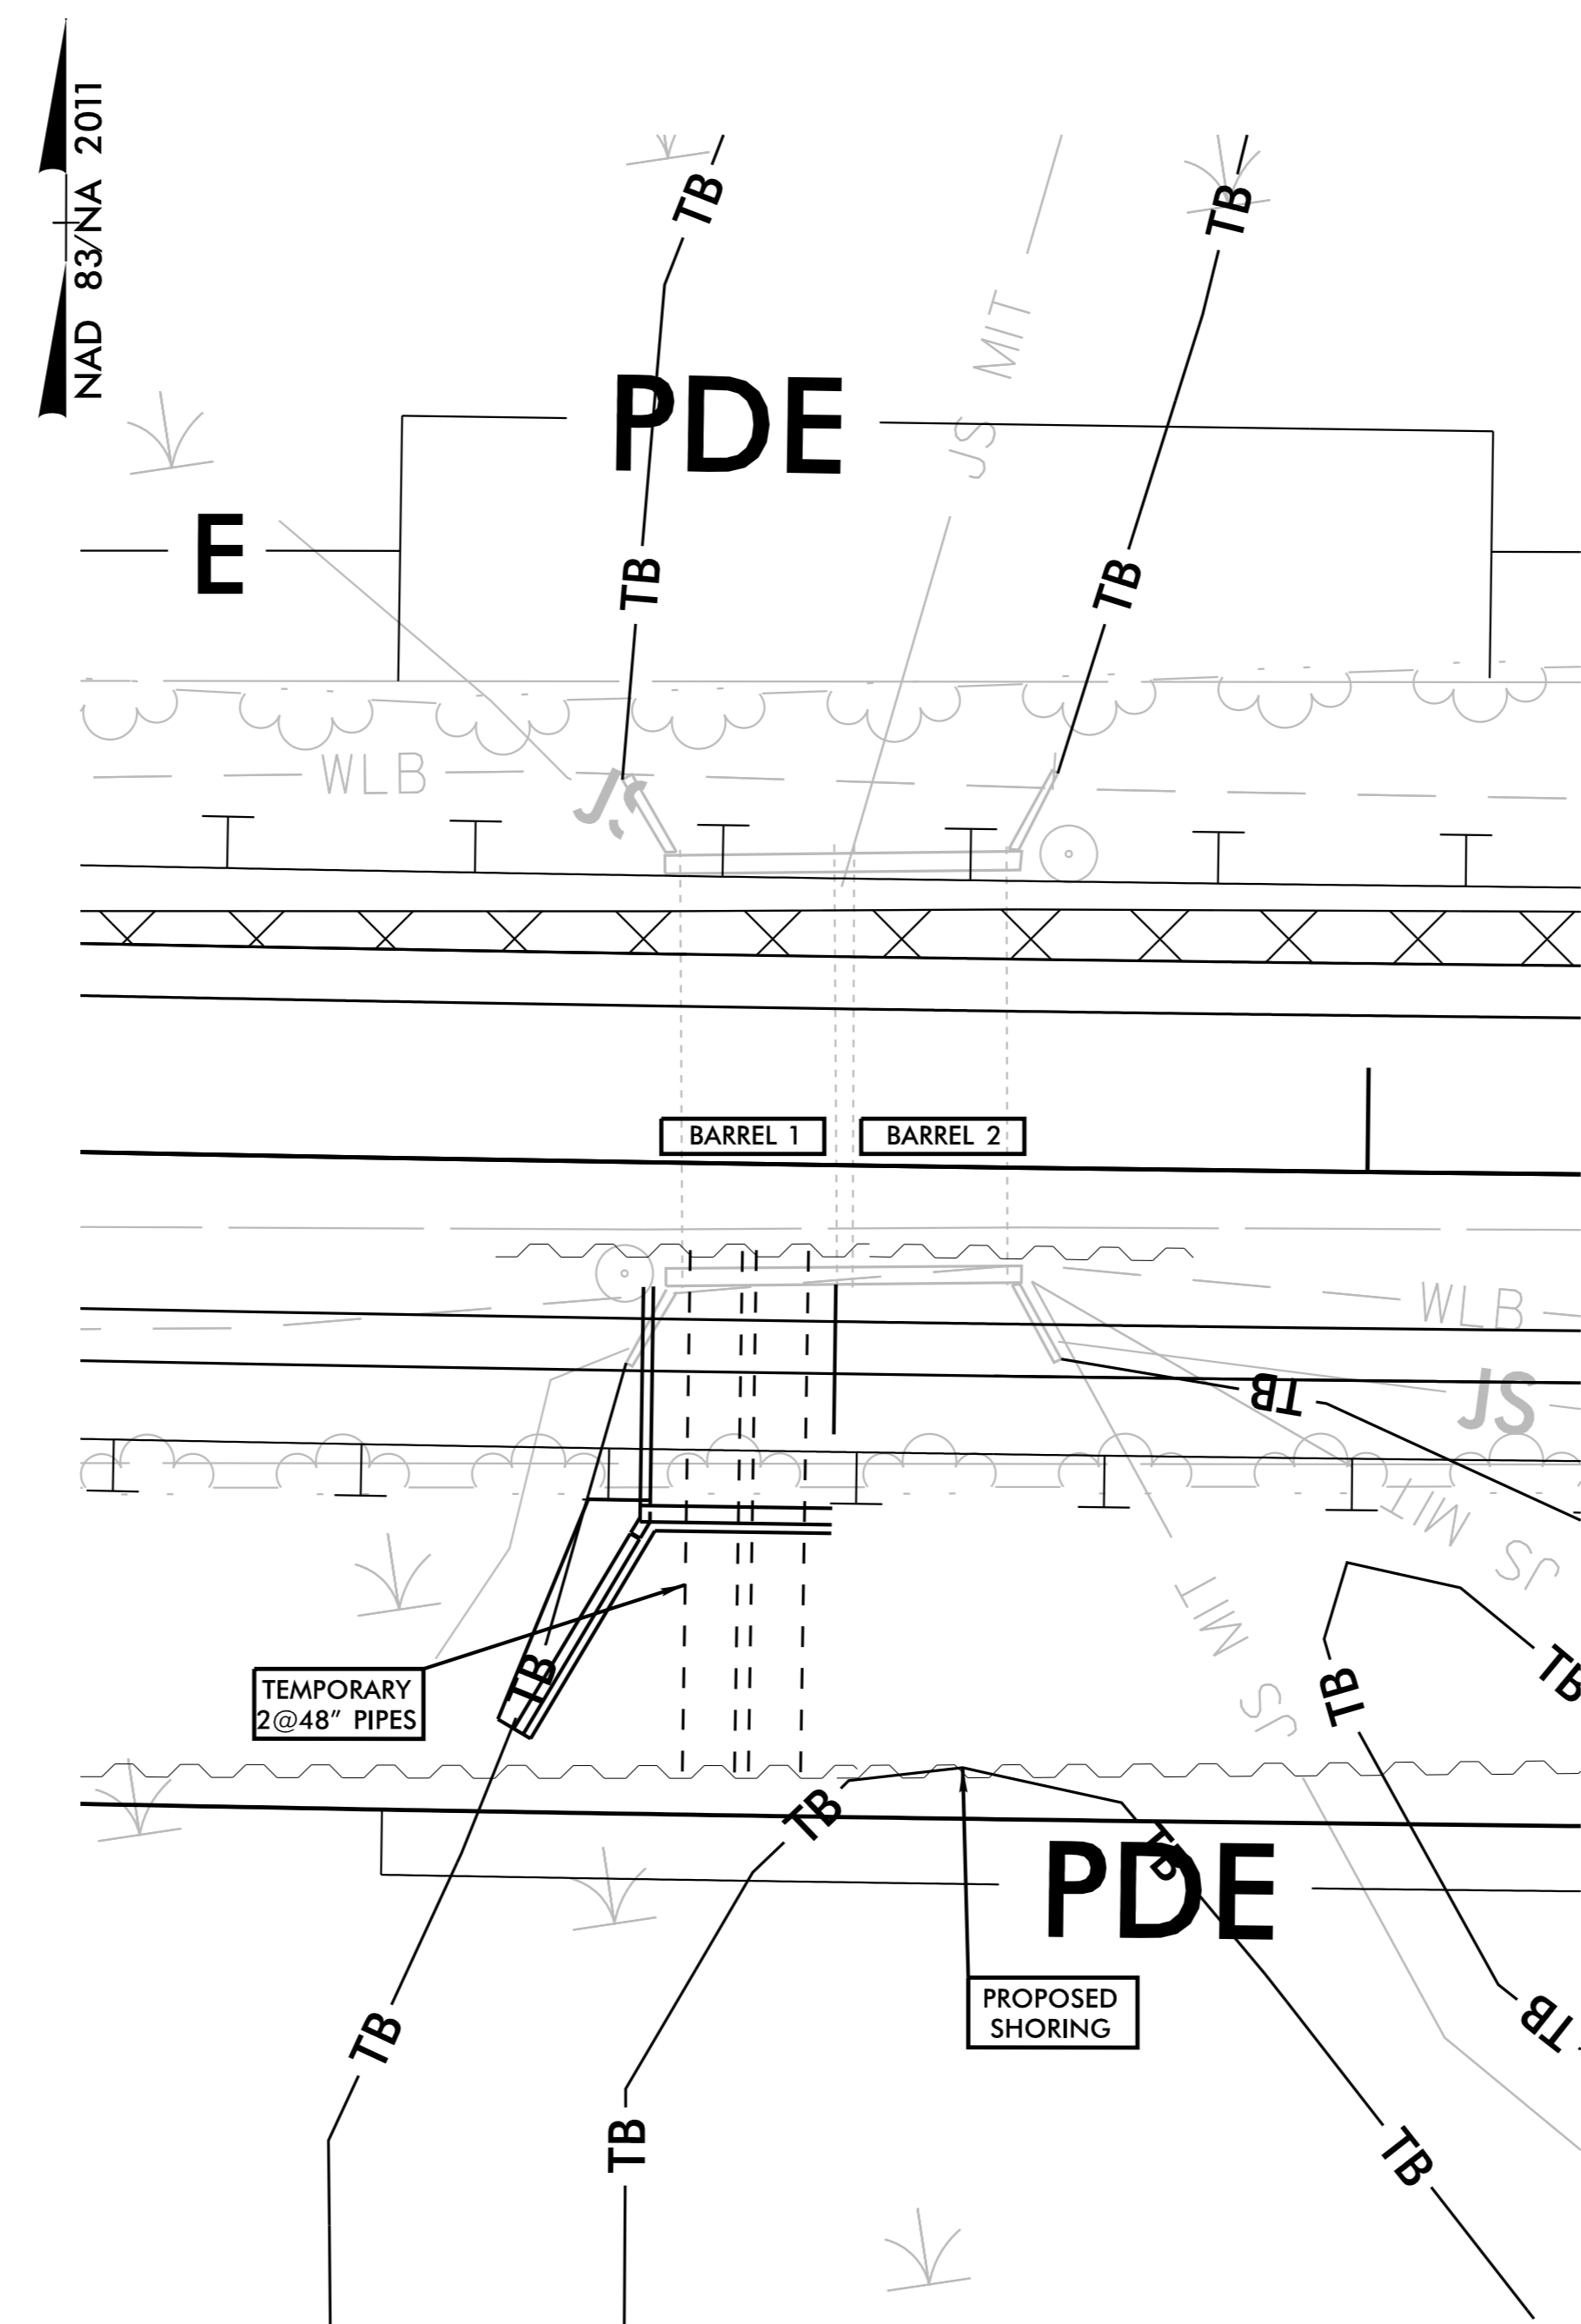 NAD 83/NA 2011
TB
TB
JS MIT
PDE
JS
E
TB
TB
WLB
BARREL 1
BARREL 2
WLB
TB
JS
JS MIT
JS MIT
TB
TEMPORARY
2@48" PIPES
TB
TB
TB
TB
PDE
PROPOSED
SHORING
TB
TB
TB
TB